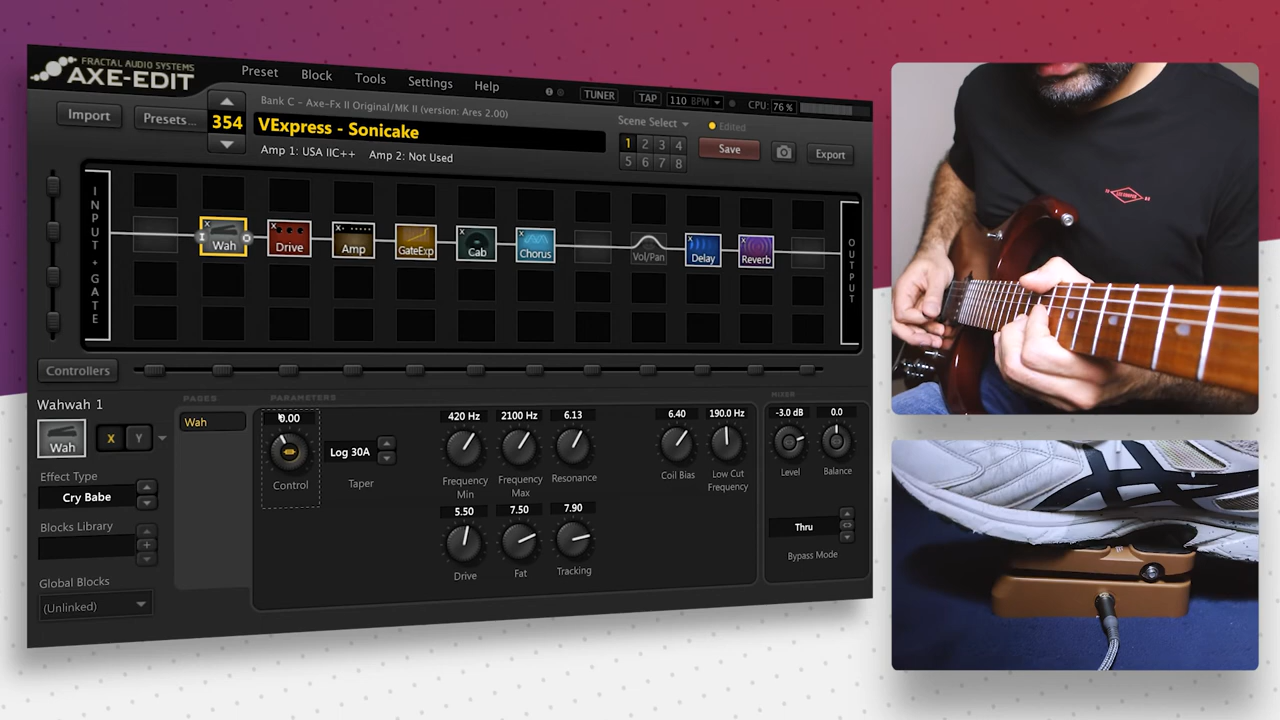 FRACTAL AUDIO SYSTEMS
AXE-EDIT
Preset Block Tools Settings Help
TUNER TAP 110 BPM CPU: 76 %
Import Presets... 354
Bank C - Axe-Fx II Original/MK II (version: Ares 2.00)
VExpress - Sonicake
Amp 1: USA IIC++ Amp 2: Not Used
Scene Select Edited
1 2 3 4
5 6 7 8
Save Export
INPUT + GATE
X Wah
X Drive
X Amp
X GateExp
X Cab
X Chorus
Vol/Pan
X Delay
X Reverb
OUTPUT
Controllers
Wahwah 1
Wah X Y
Effect Type
Cry Babe
Blocks Library
Global Blocks
(Unlinked)
PAGES
Wah
PARAMETERS
0.00
Control
Log 30A
Taper
420 Hz 2100 Hz 6.13 6.40 190.0 Hz
Frequency Min
Frequency Max
Resonance
Coil Bias
Low Cut Frequency
5.50 7.50 7.90
Drive Fat Tracking
MIXER
-3.0 dB 0.0
Level Balance
Thru
Bypass Mode